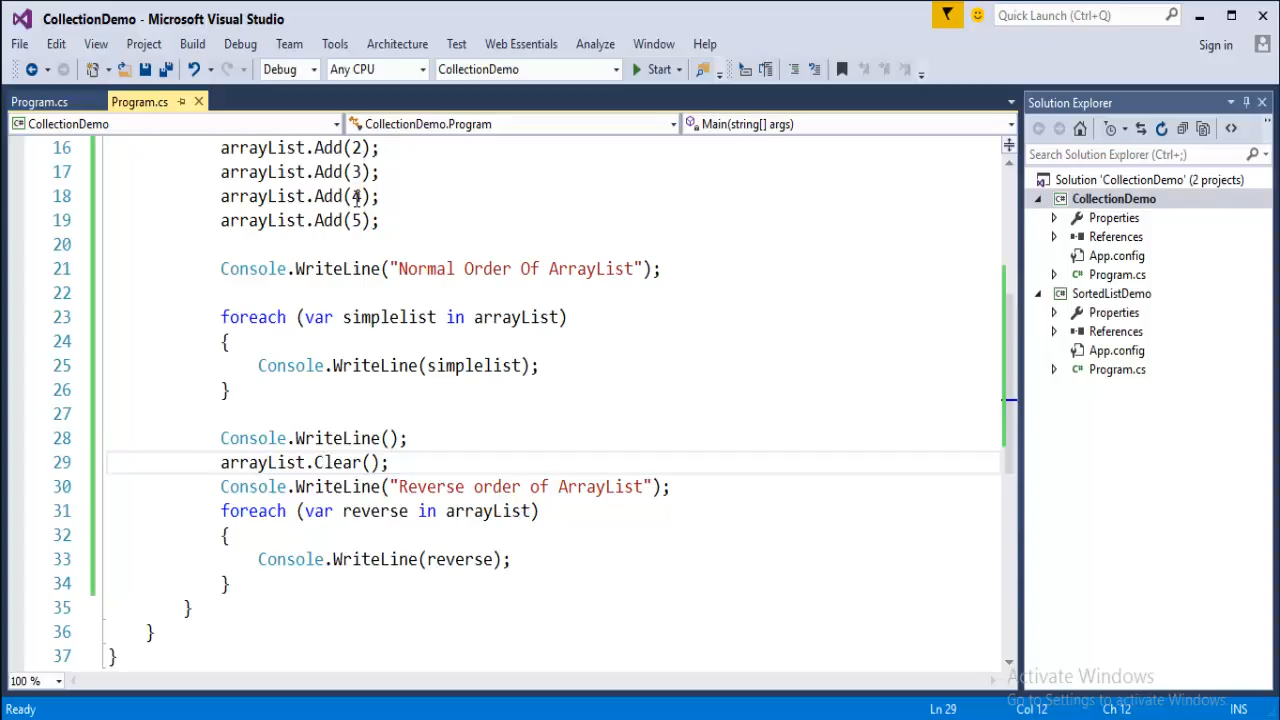 CollectionDemo - Microsoft Visual Studio
Quick Launch (Ctrl+Q)
File Edit View Project Build Debug Team Tools Architecture Test Web Essentials Analyze Window Help
Sign in
Debug Any CPU CollectionDemo Start
Program.cs Program.cs
CollectionDemo CollectionDemo.Program Main(string[] args)
16 arrayList.Add(2);
17 arrayList.Add(3);
18 arrayList.Add(4);
19 arrayList.Add(5);
20
21 Console.WriteLine("Normal Order Of ArrayList");
22
23 foreach (var simplelist in arrayList)
24 {
25 Console.WriteLine(simplelist);
26 }
27
28 Console.WriteLine();
29 arrayList.Clear();
30 Console.WriteLine("Reverse order of ArrayList");
31 foreach (var reverse in arrayList)
32 {
33 Console.WriteLine(reverse);
34 }
35 }
36 }
37 }
100 %
Solution Explorer
Search Solution Explorer (Ctrl+;)
Solution 'CollectionDemo' (2 projects)
CollectionDemo
Properties
References
App.config
C# Program.cs
SortedListDemo
Properties
References
App.config
C# Program.cs
Activate Windows
Go to Settings to activate Windows.
Ready Ln 29 Col 12 Ch 12 INS